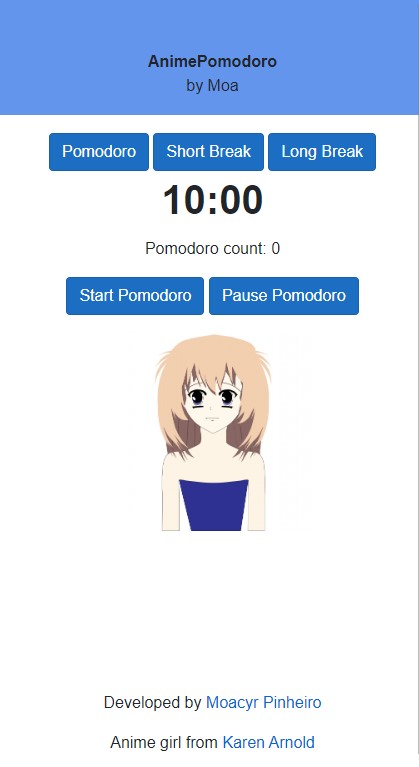 AnimePomodoro
by Moa
Pomodoro Short Break Long Break
10:00
Pomodoro count: 0
Start Pomodoro Pause Pomodoro
Developed by Moacyr Pinheiro
Anime girl from Karen Arnold